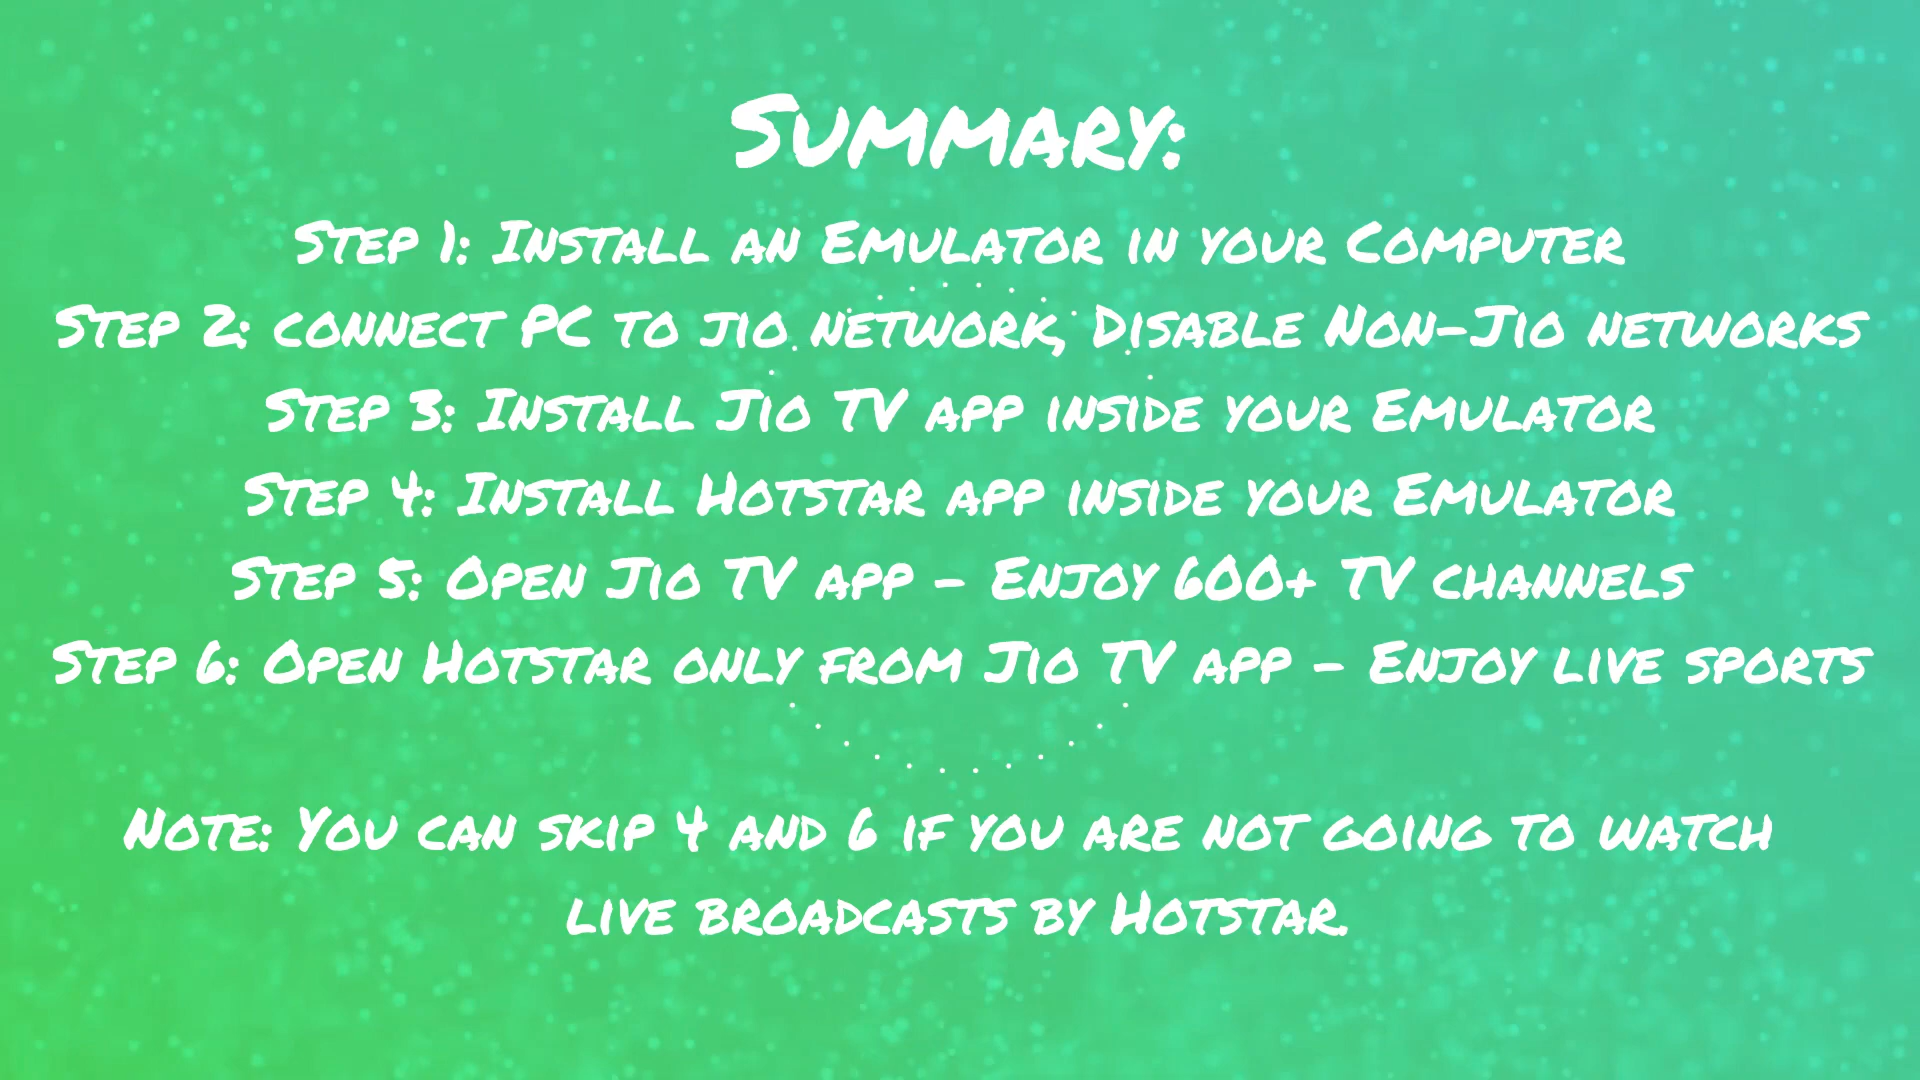 Summary:
Step 1: Install an Emulator in your Computer
Step 2: connect PC to jio network, Disable Non-Jio networks
Step 3: Install Jio TV app inside your Emulator
Step 4: Install Hotstar app inside your Emulator
Step 5: Open Jio TV app - Enjoy 600+ TV channels
Step 6: Open Hotstar only from Jio TV app - Enjoy live sports
Note: You can skip 4 and 6 if you are not going to watch
live broadcasts by Hotstar.